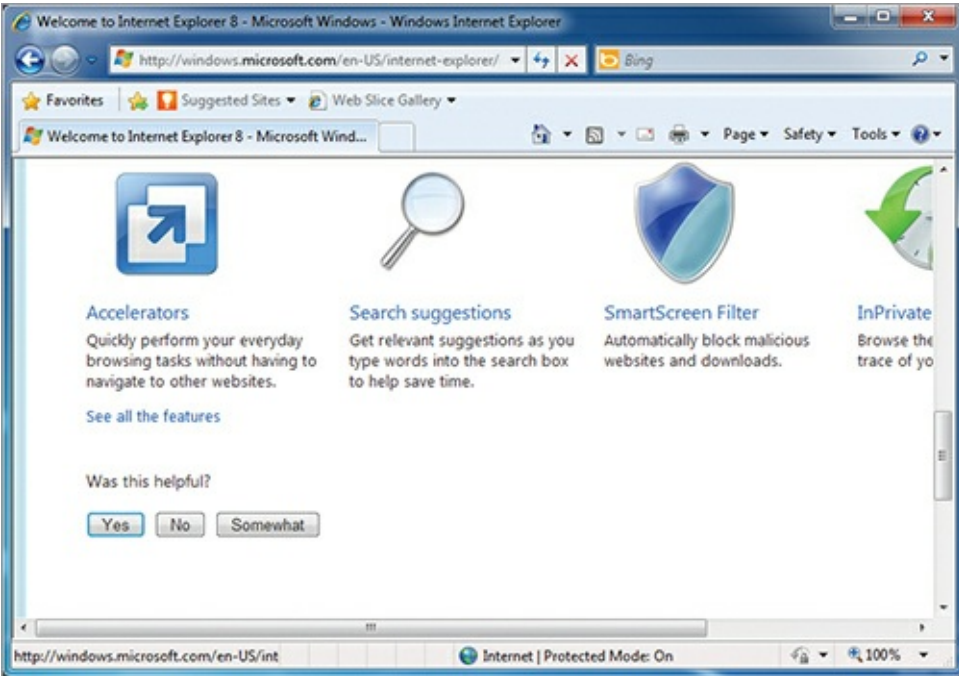 Welcome to Internet Explorer 8 - Microsoft Windows - Windows Internet Explorer
http://windows.microsoft.com/en-US/internet-explorer/
Bing
Favorites Suggested Sites Web Slice Gallery
Welcome to Internet Explorer 8 - Microsoft Wind...
Page Safety Tools
Accelerators
Quickly perform your everyday
browsing tasks without having to
navigate to other websites.
See all the features
Search suggestions
Get relevant suggestions as you
type words into the search box
to help save time.
SmartScreen Filter
Automatically block malicious
websites and downloads.
InPrivate
Browse the
trace of yo
Was this helpful?
Yes No Somewhat
http://windows.microsoft.com/en-US/int Internet | Protected Mode: On 100%